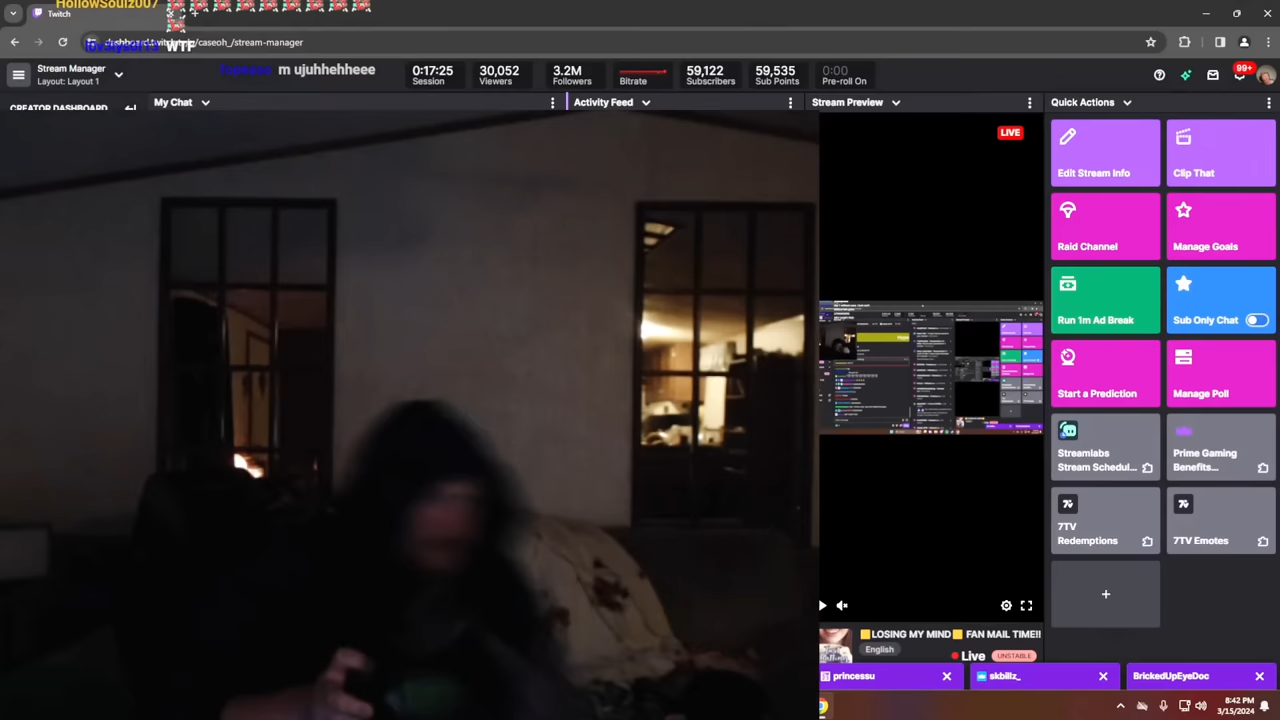 HollowSoulz007
Twitch
WTF
caseoh_/stream-manager
Stream Manager
Layout: Layout 1
m ujuhhehheee
0:17:25
Session
30,052
Viewers
3.2M
Followers
Bitrate
59,122
Subscribers
59,535
Sub Points
0:00
Pre-roll On
99+
CREATOR DASHBOARD
My Chat
Activity Feed
Stream Preview
Quick Actions
LIVE
Edit Stream Info
Clip That
Raid Channel
Manage Goals
Run 1m Ad Break
Sub Only Chat
Start a Prediction
Manage Poll
Streamlabs
Stream Schedul...
Prime Gaming
Benefits...
7TV
Redemptions
7TV Emotes
LOSING MY MIND FAN MAIL TIME!!
English
Live
UNSTABLE
princessu
skbillz_
BrickedUpEyeDoc
8:42 PM
3/15/2024